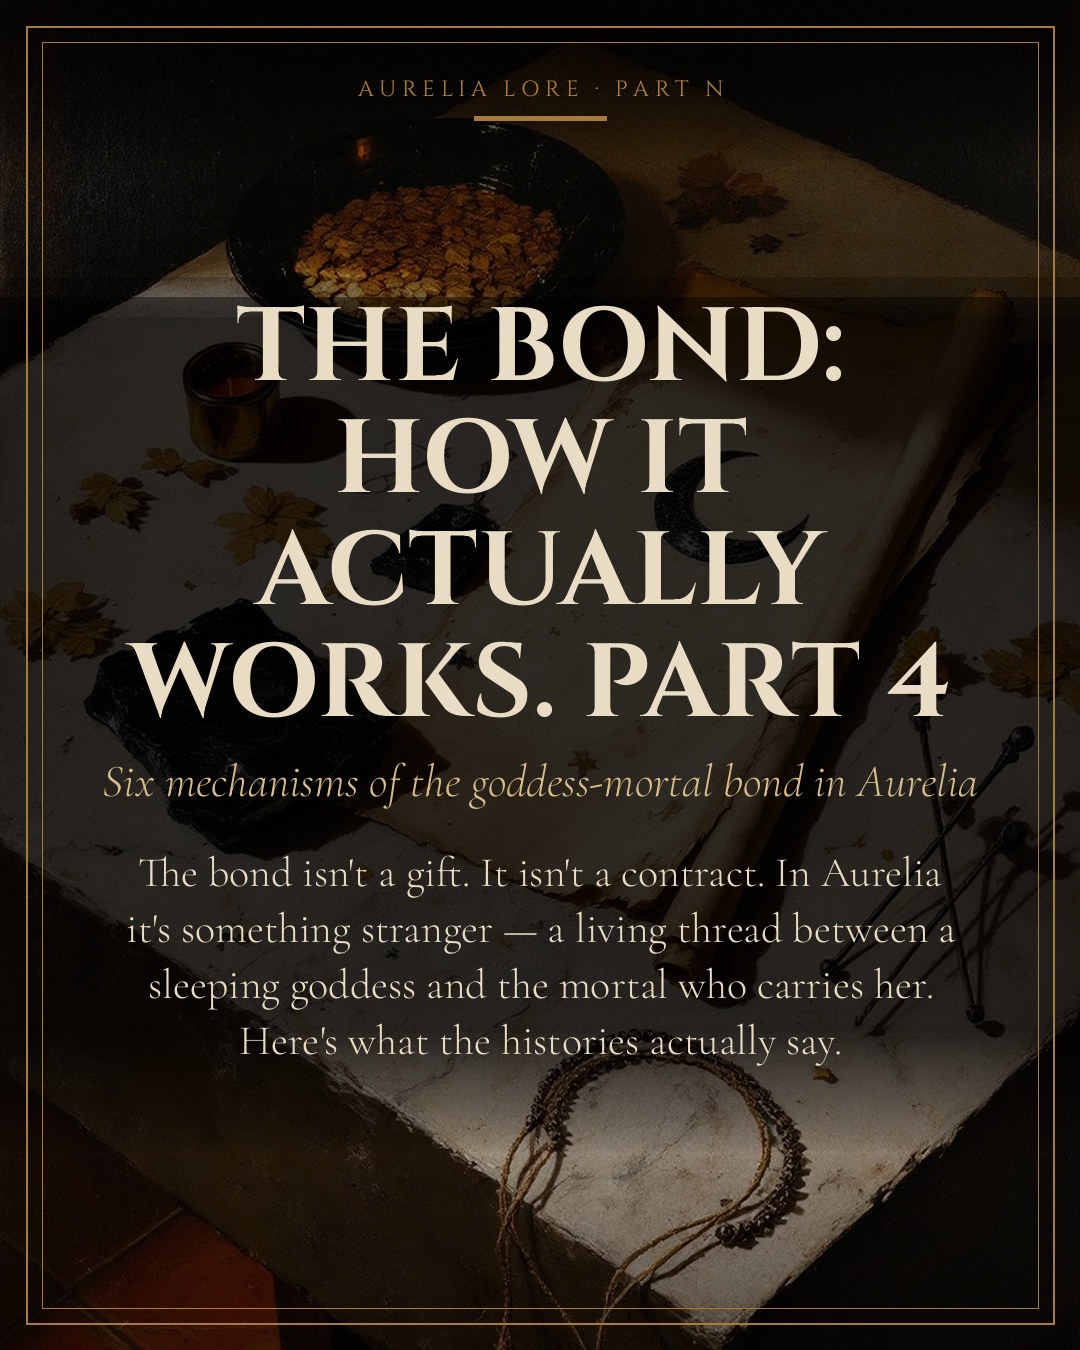 AURELIA LORE · PART N
THE BOND:
HOW IT
ACTUALLY
WORKS. PART 4
Six mechanisms of the goddess-mortal bond in Aurelia
The bond isn't a gift. It isn't a contract. In Aurelia
it's something stranger — a living thread between a
sleeping goddess and the mortal who carries her.
Here's what the histories actually say.